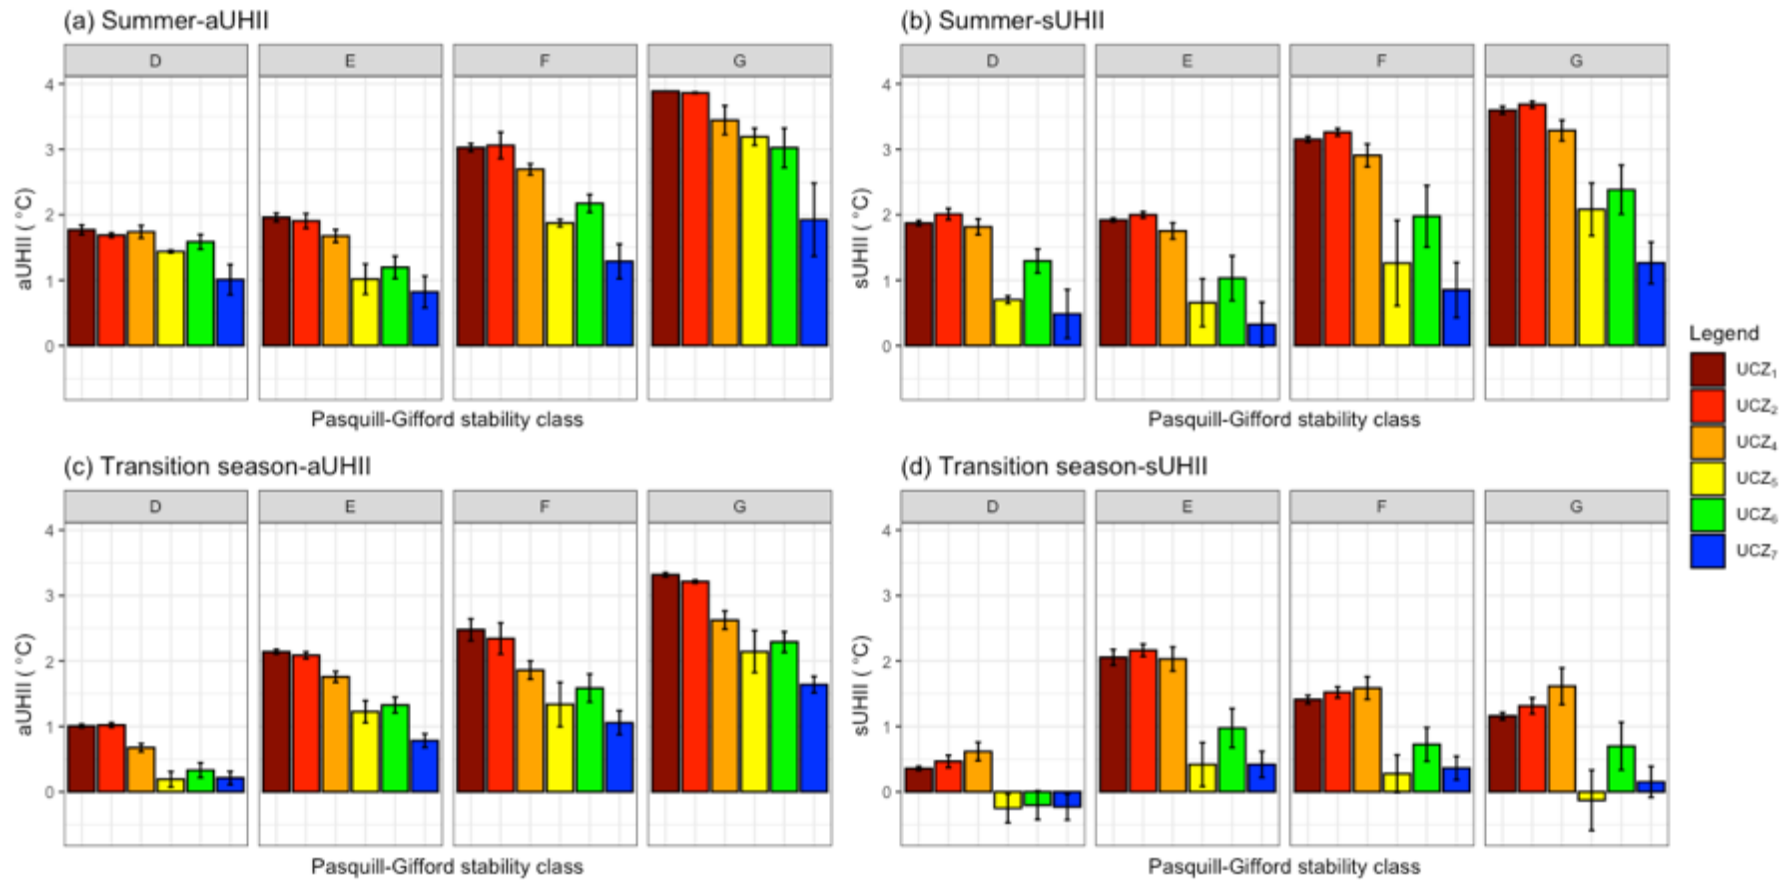 (a) Summer-aUHII
D E F G
4
3
2
1
0
aUHII ( °C)
Pasquill-Gifford stability class
(b) Summer-sUHII
D E F G
4
3
2
1
0
sUHII ( °C)
Pasquill-Gifford stability class
(c) Transition season-aUHII
D E F G
4
3
2
1
0
aUHII ( °C)
Pasquill-Gifford stability class
(d) Transition season-sUHII
D E F G
4
3
2
1
0
sUHII ( °C)
Pasquill-Gifford stability class
Legend
UCZ₁
UCZ₂
UCZ₄
UCZ₅
UCZ₆
UCZ₇